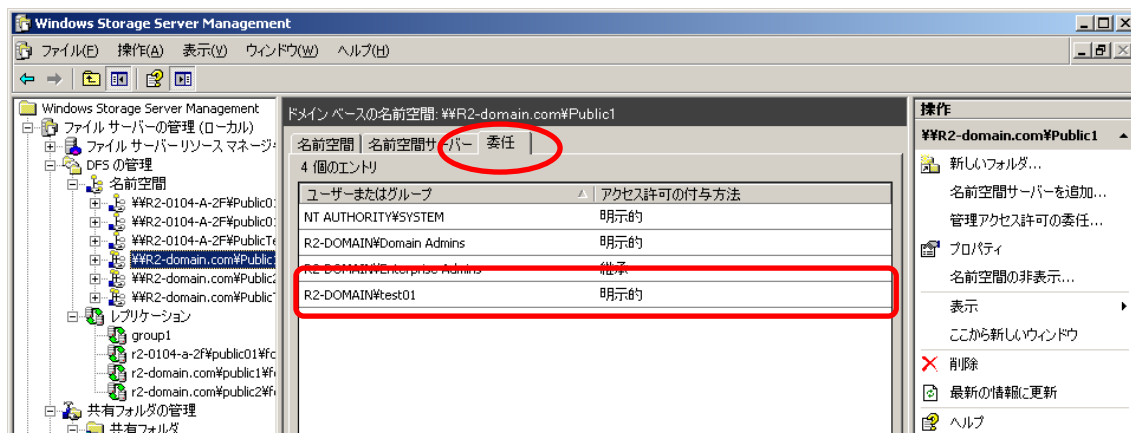 Windows Storage Server Management
ファイル(F) 操作(A) 表示(V) ウィンドウ(W) ヘルプ(H)
Windows Storage Server Management
ファイル サーバーの管理 (ローカル)
ファイル サーバー リソース マネージ
DFS の管理
名前空間
¥¥R2-0104-A-2F¥Public0
¥¥R2-0104-A-2F¥public0
¥¥R2-0104-A-2F¥PublicTe
¥¥R2-domain.com¥Public
¥¥R2-domain.com¥Public
¥¥R2-domain.com¥Public
レプリケーション
group1
r2-0104-a-2f¥public01¥fo
r2-domain.com¥public1¥f
r2-domain.com¥public2¥f
共有フォルダの管理
共有フォルダ
ドメイン ベースの名前空間: ¥¥R2-domain.com¥Public1
名前空間 名前空間サーバー 委任
4 個のエントリ
ユーザーまたはグループ アクセス許可の付与方法
NT AUTHORITY¥SYSTEM 明示的
R2-DOMAIN¥Domain Admins 明示的
R2-DOMAIN¥Enterprise Admins 継承
R2-DOMAIN¥test01 明示的
操作
¥¥R2-domain.com¥Public1
新しいフォルダ...
名前空間サーバーを追加...
管理アクセス許可の委任...
プロパティ
名前空間の非表示...
表示
ここから新しいウィンドウ
削除
最新の情報に更新
ヘルプ